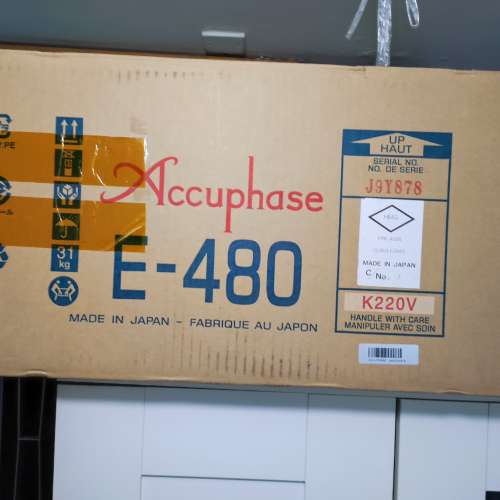 Accuphase
E-480
MADE IN JAPAN – FABRIQUE AU JAPON
31
kg
UP
HAUT
SERIAL NO.
NO. DE SERIE
J9Y878
MADE IN JAPAN
C No.
K220V
HANDLE WITH CARE
MANIPULER AVEC SOIN